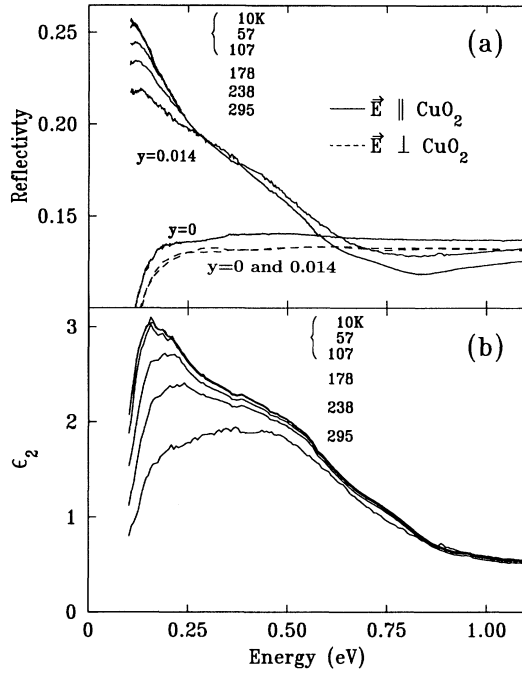 0.25
0.20
0.15
Reflectivty
{ 10K
57
107
178
238
295
(a)
E⃗ ∥ CuO₂
E⃗ ⊥ CuO₂
y=0.014
y=0
y=0 and 0.014
3
2
1
0
ϵ₂
{ 10K
57
107
178
238
295
(b)
0 0.25 0.50 0.75 1.00
Energy (eV)